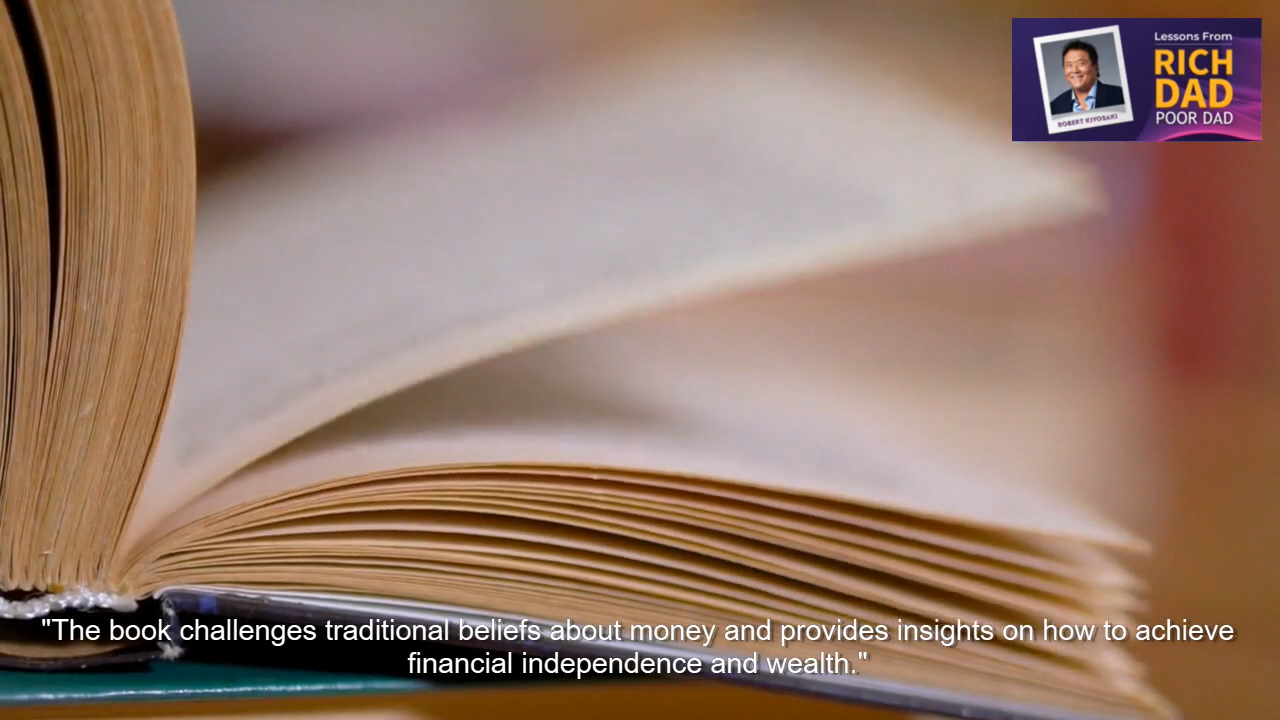 Lessons From
RICH
DAD
POOR DAD
ROBERT KIYOSAKI
"The book challenges traditional beliefs about money and provides insights on how to achieve
financial independence and wealth."